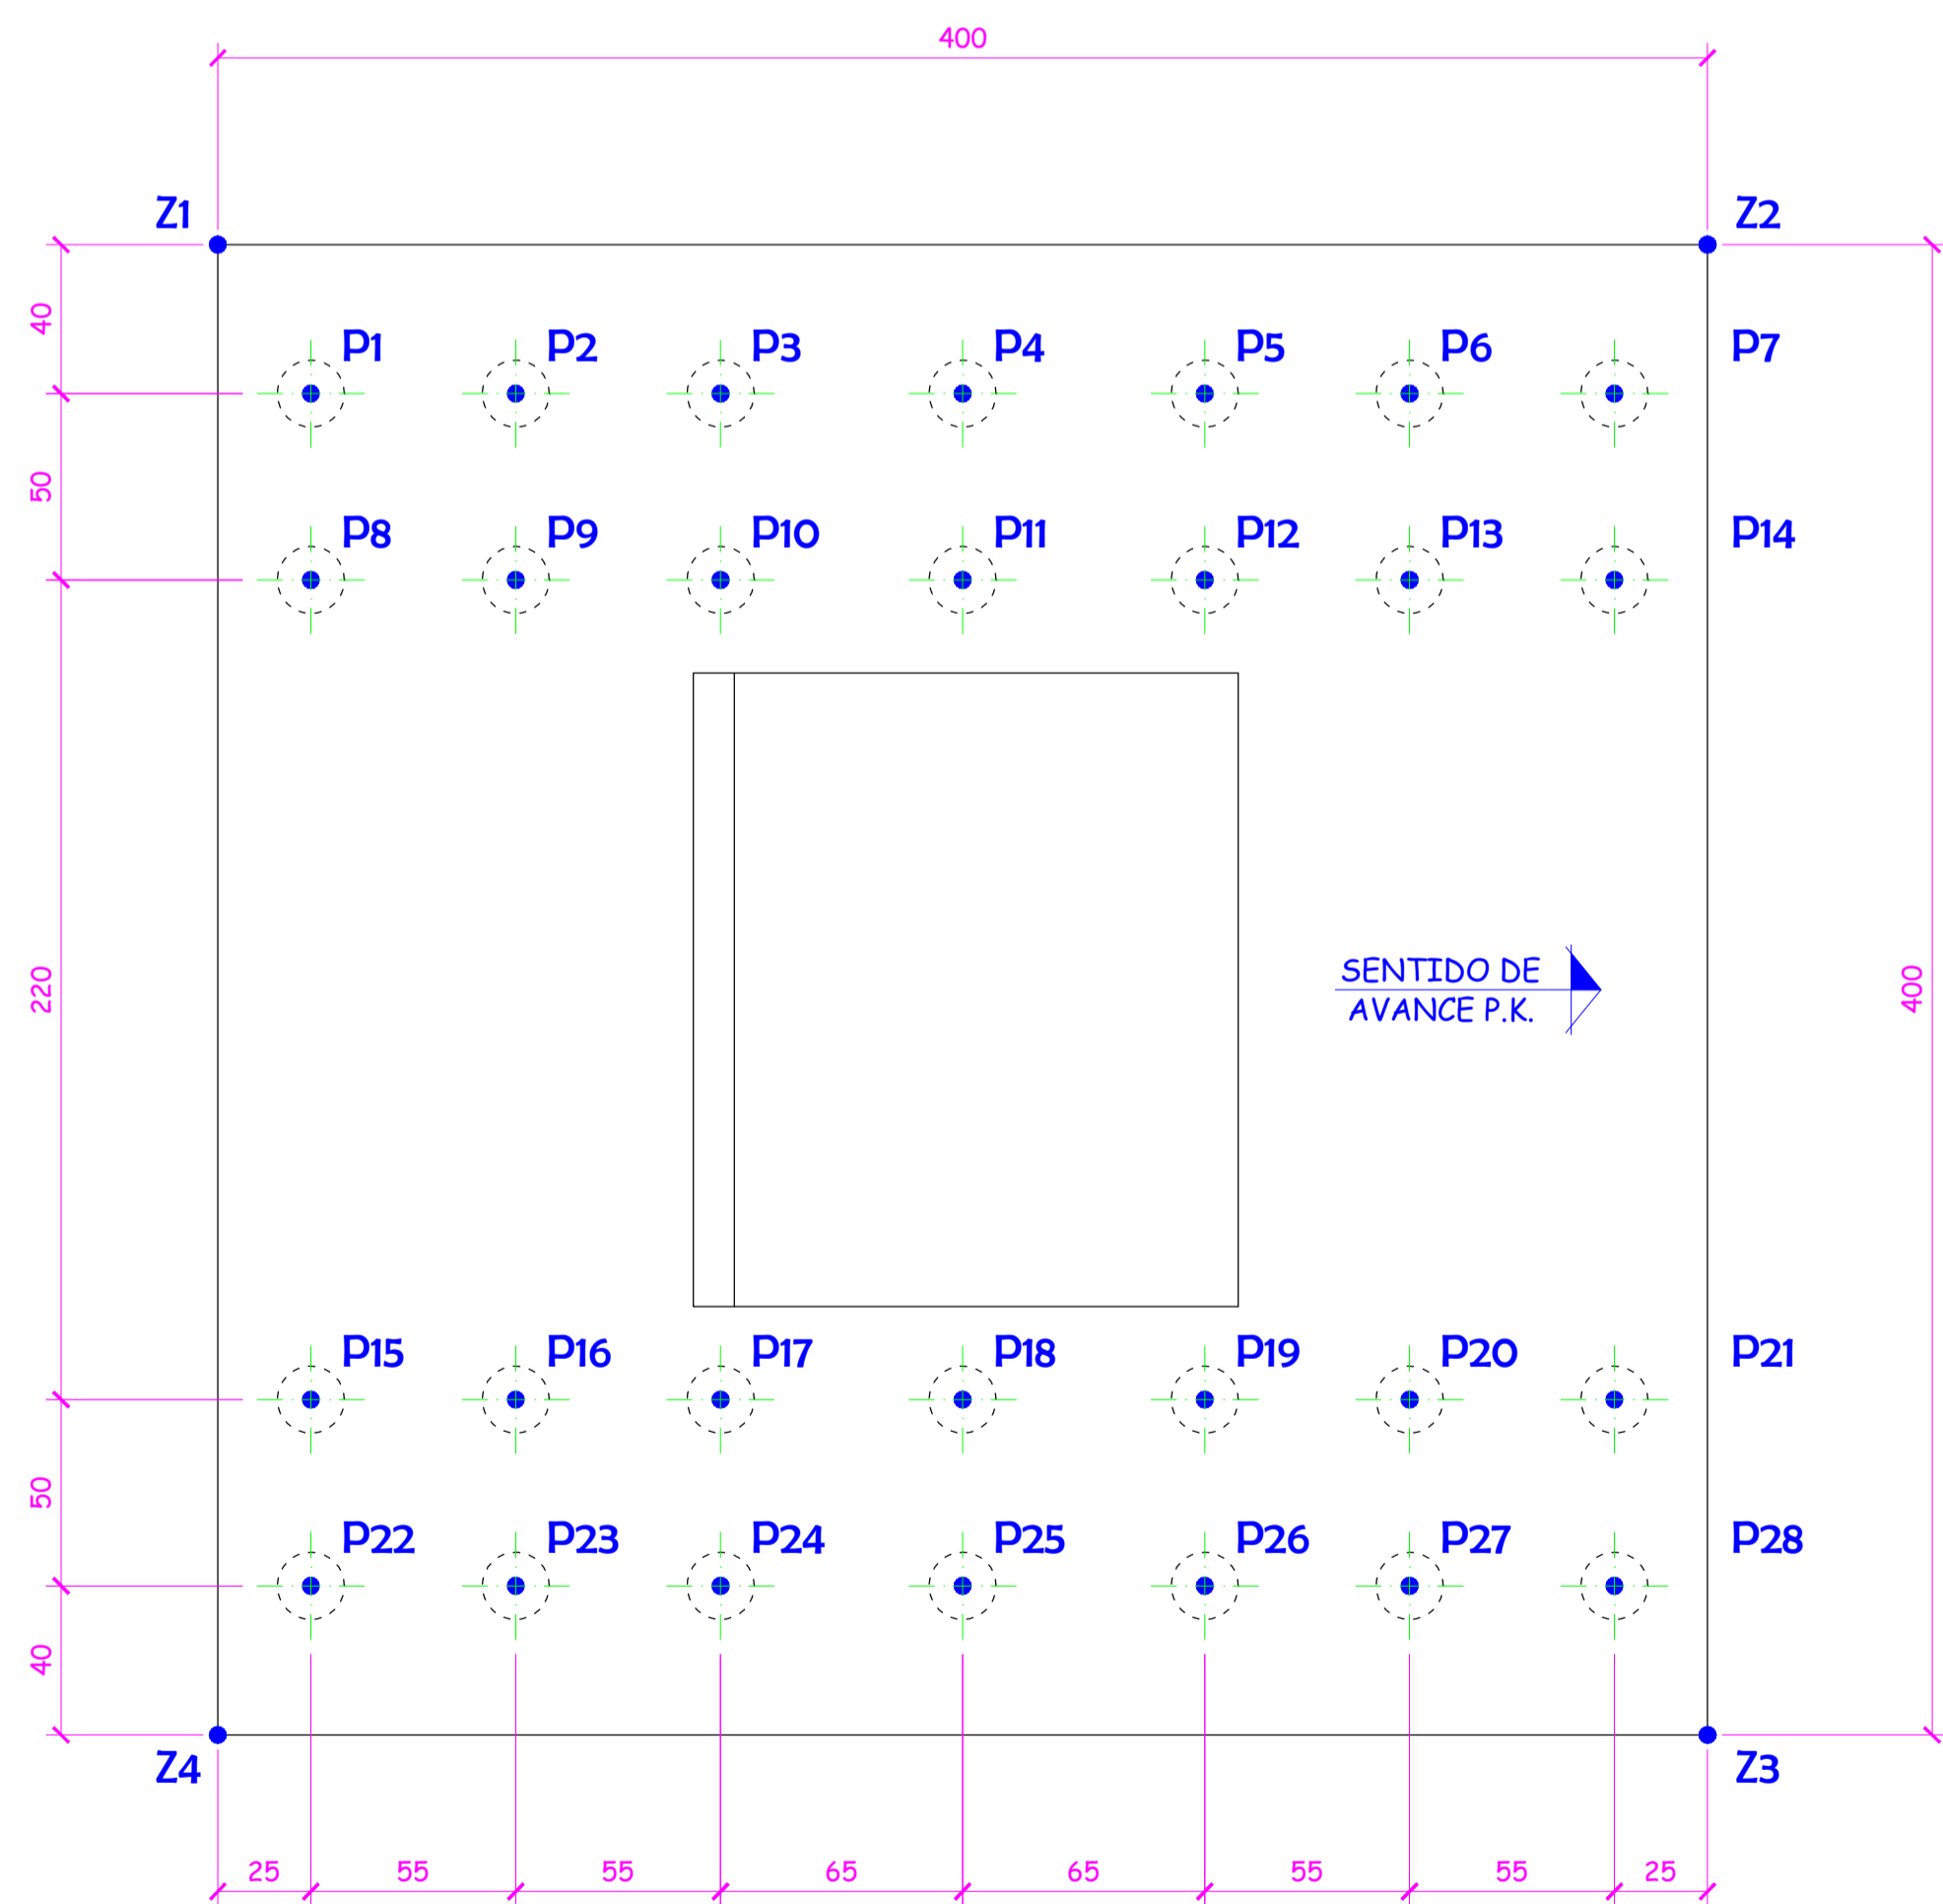 400
Z1
Z2
40
P1
P2
P3
P4
P5
P6
P7
50
P8
P9
P10
P11
P12
P13
P14
220
SENTIDO DE
AVANCE P.K.
400
P15
P16
P17
P18
P19
P20
P21
50
P22
P23
P24
P25
P26
P27
P28
40
Z4
Z3
25
55
55
65
65
55
55
25